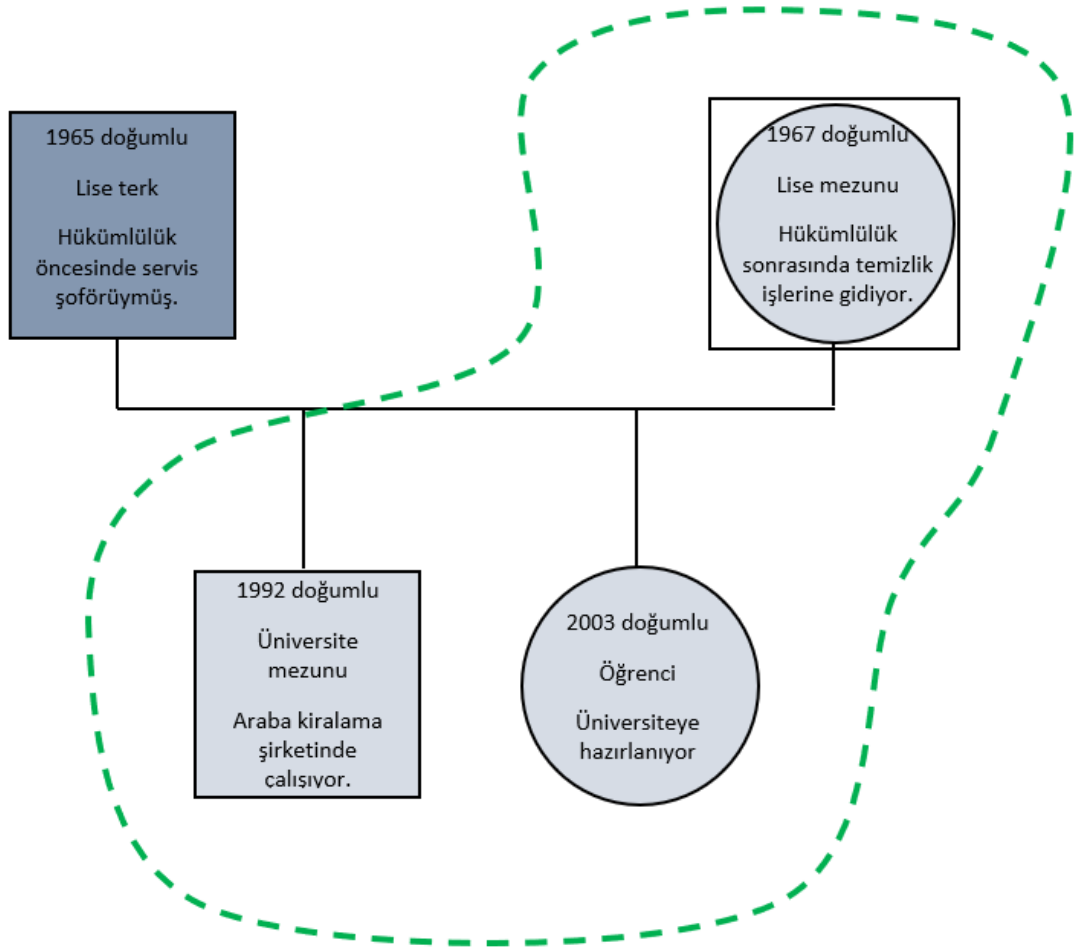 1965 doğumlu
Lise terk
Hükümlülük
öncesinde servis
şoförüymüş.
1967 doğumlu
Lise mezunu
Hükümlülük
sonrasında temizlik
işlerine gidiyor.
1992 doğumlu
Üniversite
mezunu
Araba kiralama
şirketinde
çalışıyor.
2003 doğumlu
Öğrenci
Üniversiteye
hazırlanıyor